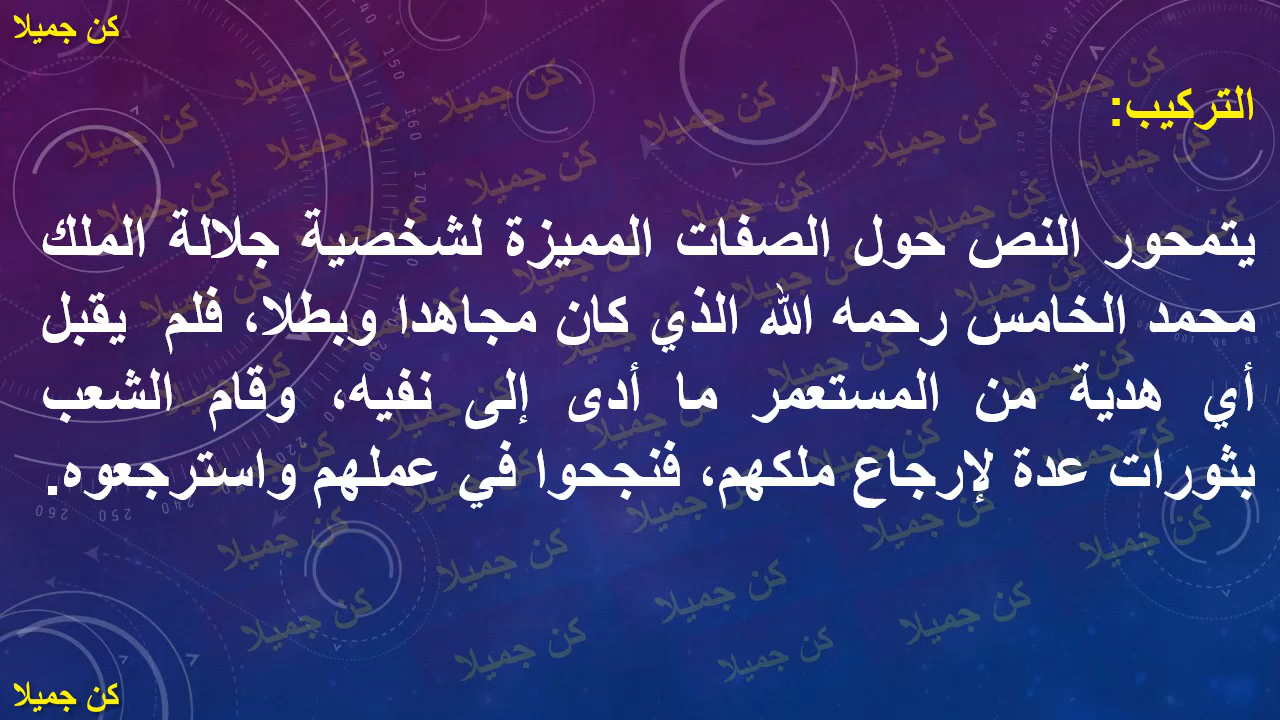 كن جميلا
التركيب:
يتمحور النص حول الصفات المميزة لشخصية جلالة الملك
محمد الخامس رحمه الله الذي كان مجاهدا وبطلا، فلم يقبل
أي هدية من المستعمر ما أدى إلى نفيه، وقام الشعب
بثورات عدة لإرجاع ملكهم، فنجحوا في عملهم واسترجعوه.
كن جميلا